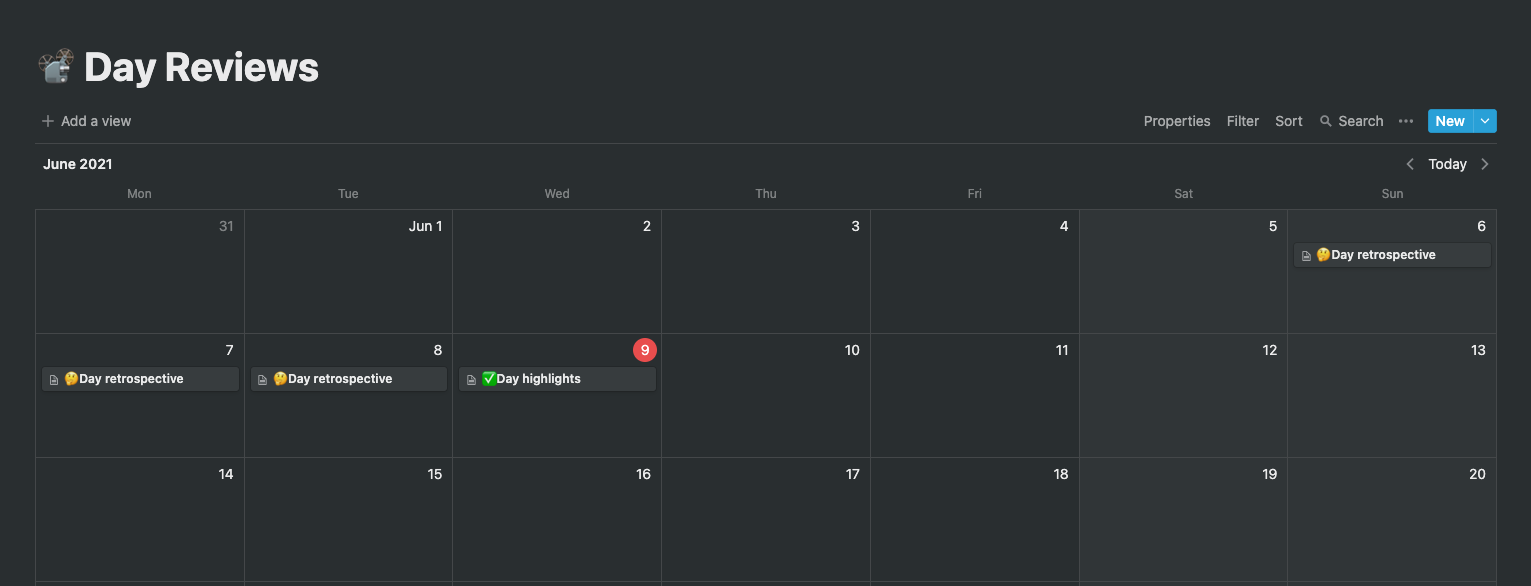 📽️ Day Reviews
+ Add a view
Properties Filter Sort Search ••• New
June 2021
Today
Mon Tue Wed Thu Fri Sat Sun
31 Jun 1 2 3 4 5 6
🤔Day retrospective
7 8 9 10 11 12 13
🤔Day retrospective 🤔Day retrospective ✅Day highlights
14 15 16 17 18 19 20